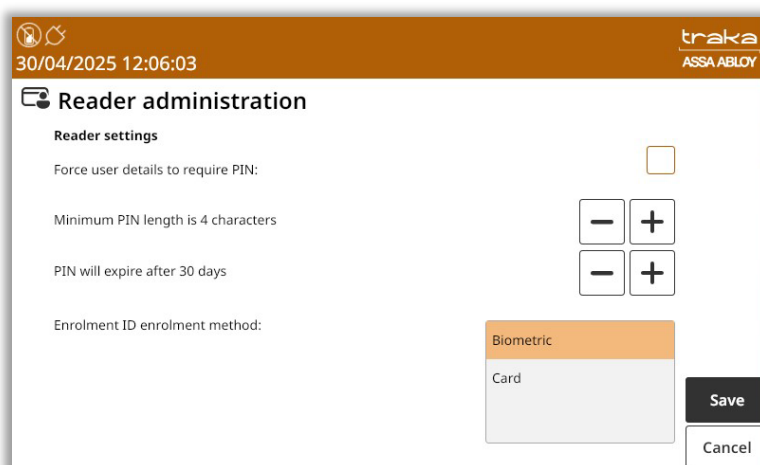 traka
30/04/2025 12:06:03
ASSA ABLOY
Reader administration
Reader settings
Force user details to require PIN:
Minimum PIN length is 4 characters
PIN will expire after 30 days
Enrolment ID enrolment method:
Biometric
Card
Save
Cancel